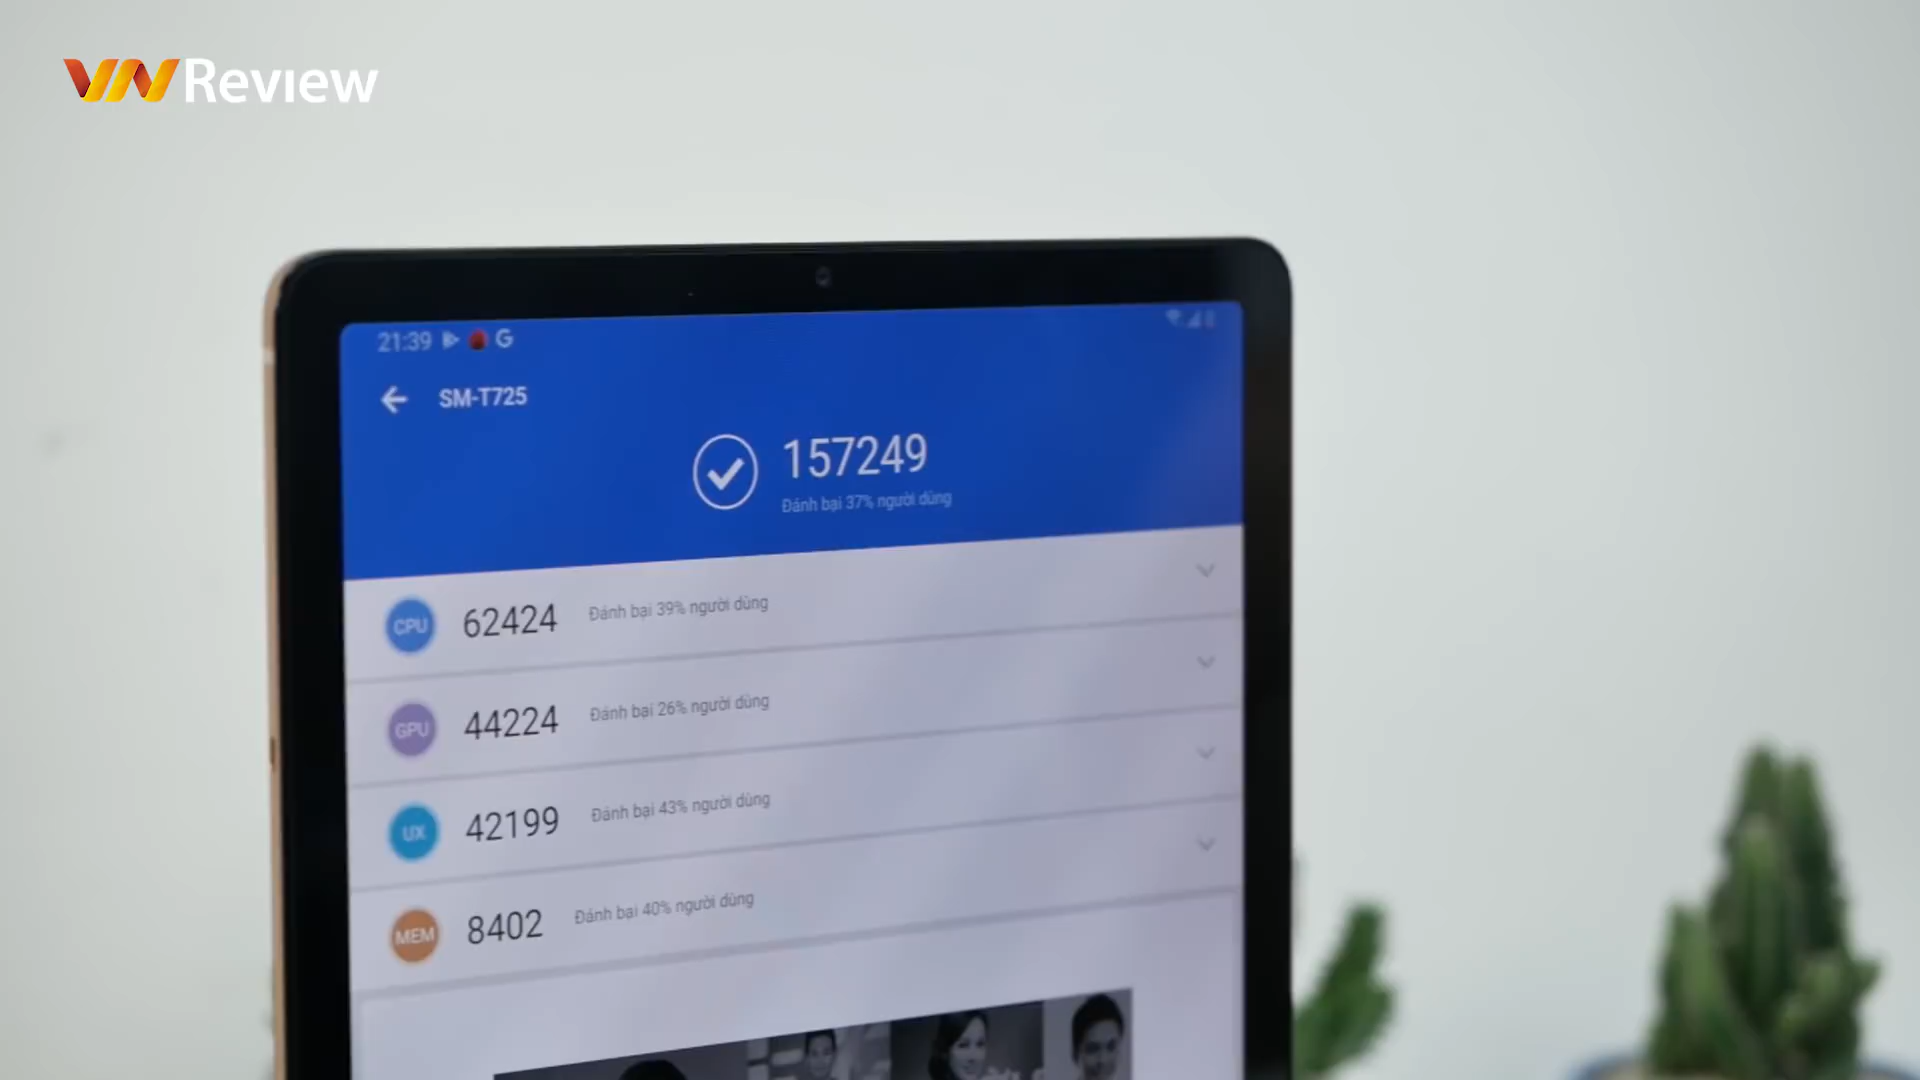 VN Review
21:39 G
SM-T725
157249
Đánh bại 37% người dùng
CPU 62424 Đánh bại 39% người dùng
GPU 44224 Đánh bại 26% người dùng
UX 42199 Đánh bại 43% người dùng
MEM 8402 Đánh bại 40% người dùng